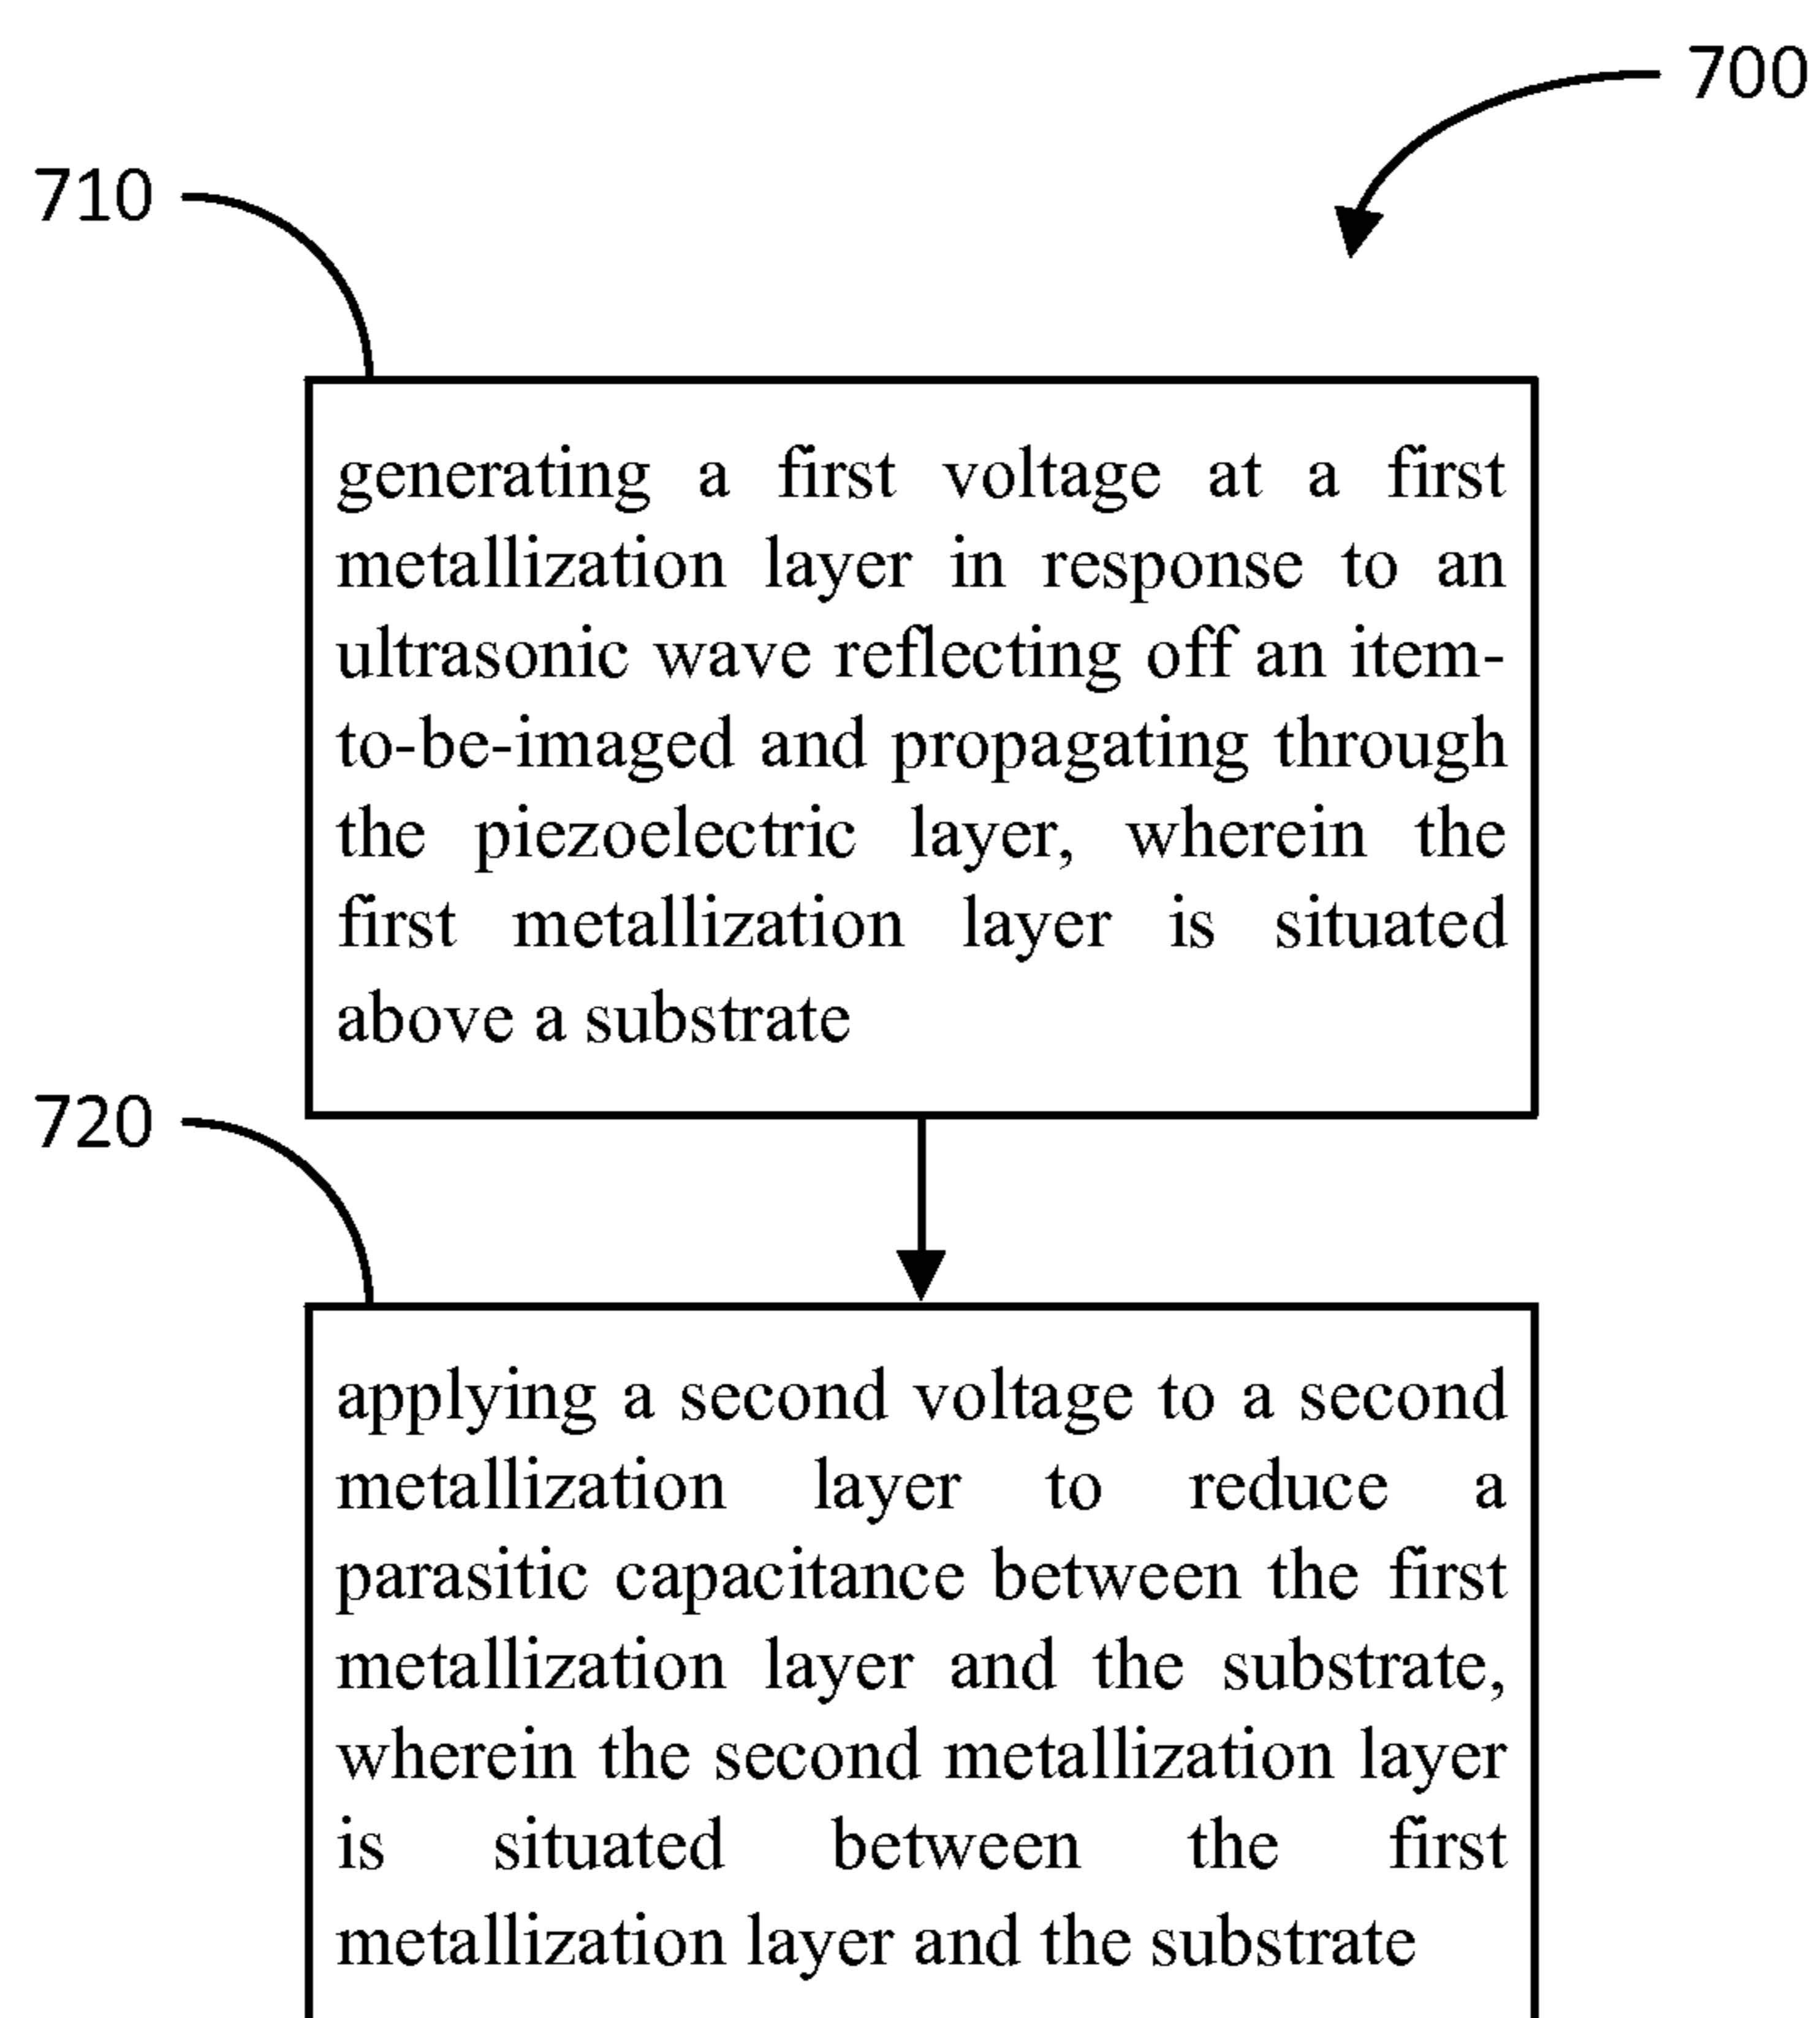 700
710
generating a first voltage at a first
metallization layer in response to an
ultrasonic wave reflecting off an item-
to-be-imaged and propagating through
the piezoelectric layer, wherein the
first metallization layer is situated
above a substrate
720
applying a second voltage to a second
metallization layer to reduce a
parasitic capacitance between the first
metallization layer and the substrate,
wherein the second metallization layer
is situated between the first
metallization layer and the substrate